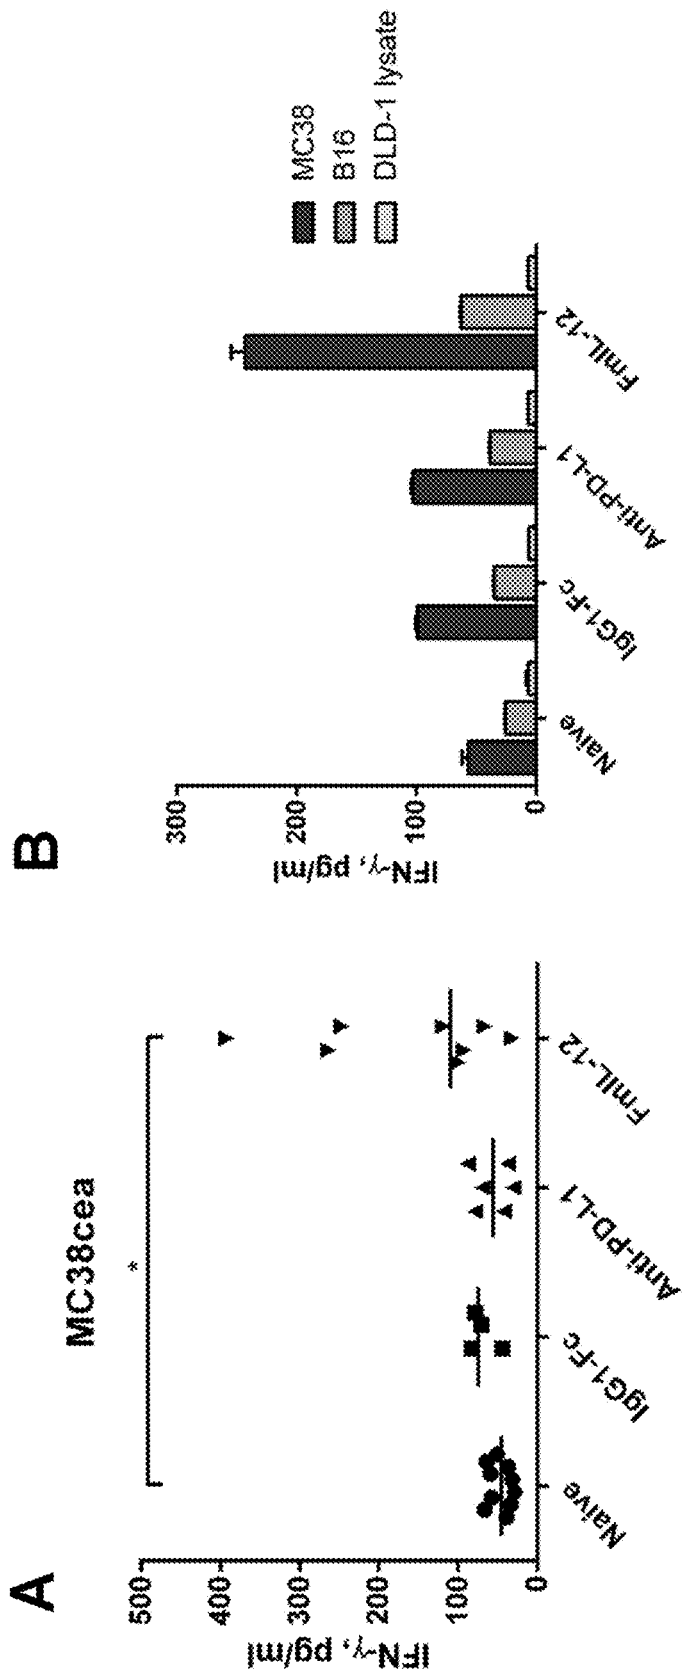 A
MC38cea
*
IFN-γ, pg/ml
500
400
300
200
100
0
Naive
IgG1-Fc
Anti-PD-L1
FmIL-12
B
IFN-γ, pg/ml
300
200
100
0
Naive
IgG1-Fc
Anti-PD-L1
FmIL-12
MC38
B16
DLD-1 lysate